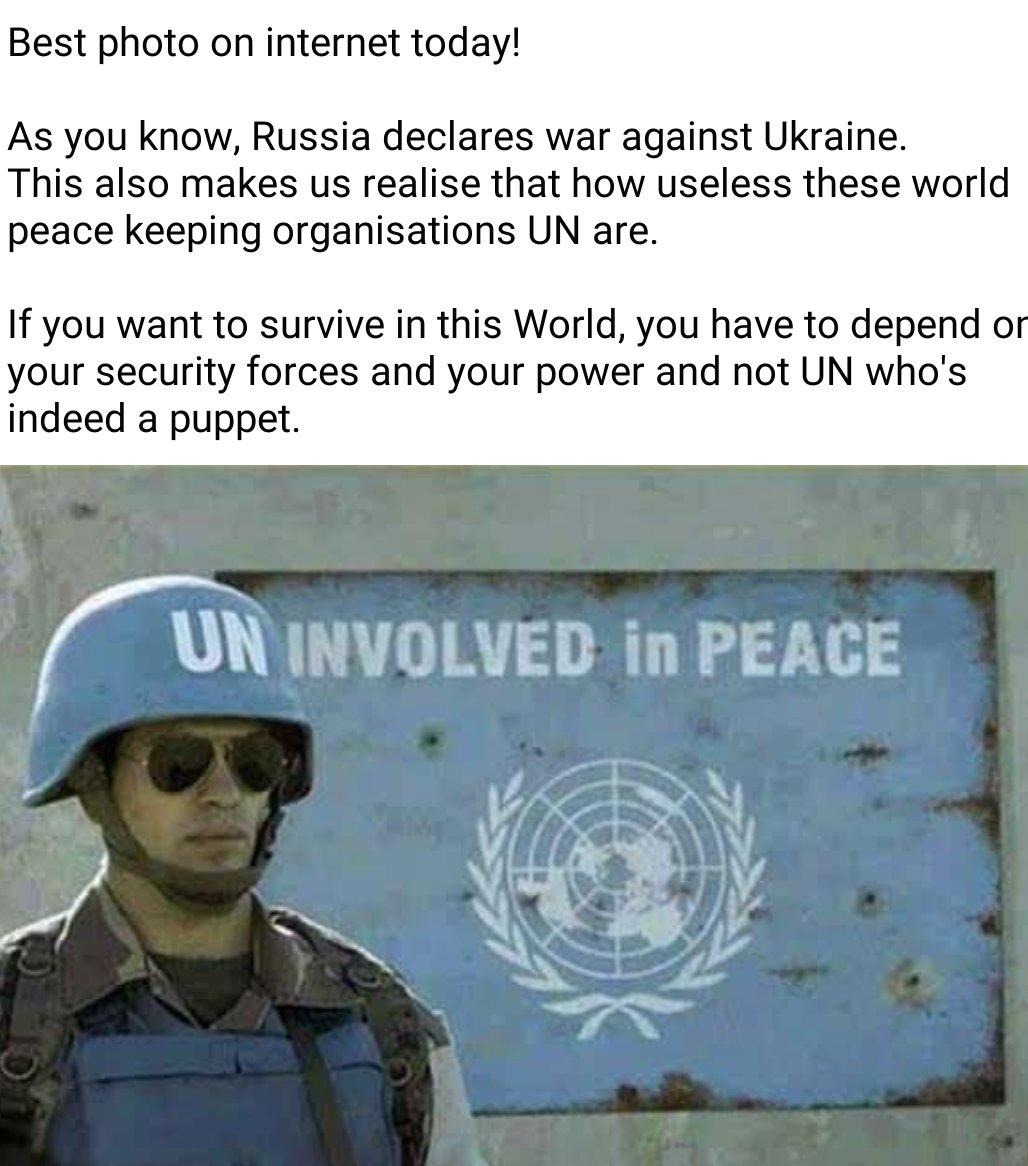 Best photo on internet today!
As you know, Russia declares war against Ukraine.
This also makes us realise that how useless these world
peace keeping organisations UN are.
If you want to survive in this World, you have to depend or
your security forces and your power and not UN who's
indeed a puppet.
UN INVOLVED in PEACE